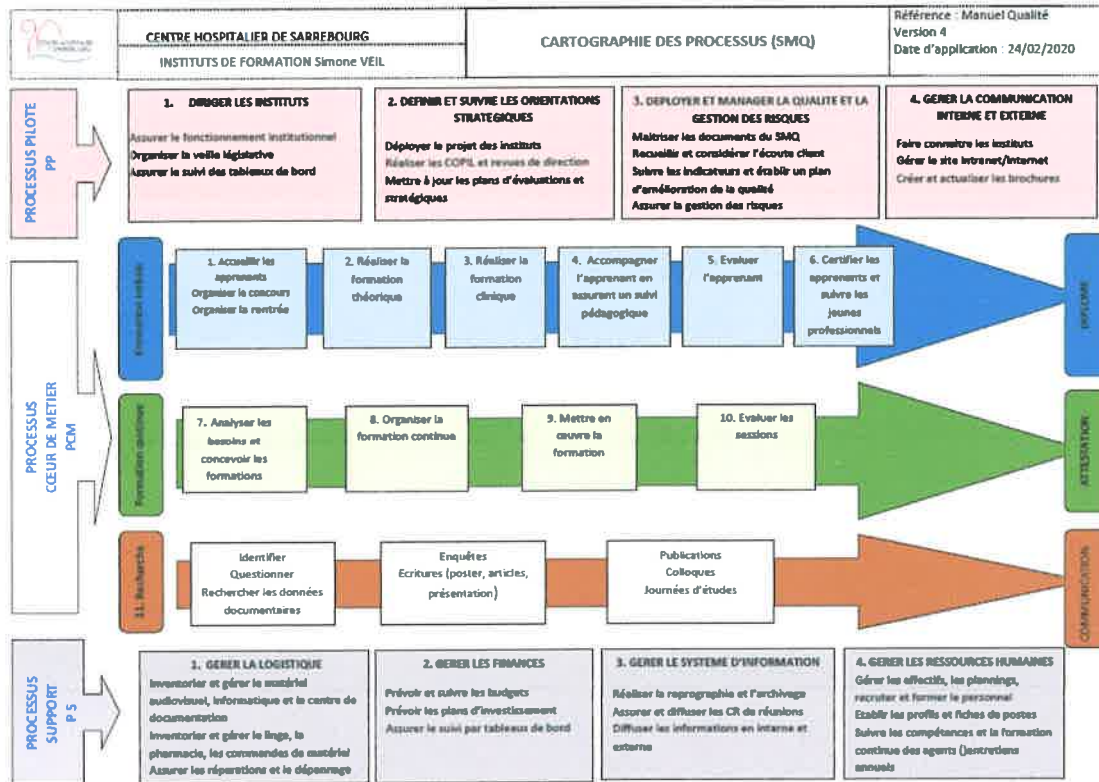 CENTRE HOSPITALIER DE SARREBOURG
INSTITUTS DE FORMATION Simone VEIL
CARTOGRAPHIE DES PROCESSUS (SMQ)
Référence : Manuel Qualité
Version 4
Date d'application : 24/02/2020
PROCESSUS PILOTE
PP
1. DIRIGER LES INSTITUTS
Assurer le fonctionnement institutionnel
Organiser la veille législative
Assurer le suivi des tableaux de bord
2. DEFINIR ET SUIVRE LES ORIENTATIONS
STRATÉGIQUES
Déployer le projet des instituts
Réaliser les COPIL et revues de direction
Mettre à jour les plans d'évaluations et
stratégiques
3. DEPLOYER ET MANAGER LA QUALITE ET LA
GESTION DES RISQUES
Maitriser les documents du SMQ
Recueillir et considérer l'écoute client
Suivre les indicateurs et établir un plan
d'amélioration de la qualité
Assurer la gestion des risques
4. GERER LA COMMUNICATION
INTERNE ET EXTERNE
Faire connaitre les instituts
Gérer le site intranet/internet
Créer et actualiser les brochures
PROCESSUS
CŒUR DE METIER
PCM
Formation initiale
1. Accueillir les
apprenants
Organiser le concours
Organiser la rentrée
2. Réaliser la
formation
théorique
3. Réaliser la
formation
clinique
4. Accompagner
l'apprenant en
assurant un suivi
pédagogique
5. Evaluer
l'apprenant
6. Certifier les
apprenants et
suivre les
jeunes
professionnels
DIPLOME
Formation continue
7. Analyser les
besoins et
concevoir les
formations
8. Organiser la
formation continue
9. Mettre en
œuvre la
formation
10. Evaluer les
sessions
ATTESTATION
11. Recherche
Identifier
Questionner
Rechercher les données
documentaires
Enquêtes
Ecritures (poster, articles,
présentation)
Publications
Colloques
Journées d'études
COMMUNICATION
PROCESSUS
SUPPORT
P S
1. GERER LA LOGISTIQUE
Inventorier et gérer le matériel
audiovisuel, informatique et le centre de
documentation
Inventorier et gérer le linge, la
pharmacie, les commandes de matériel
Assurer les réparations et le dépannage
2. GERER LES FINANCES
Prévoir et suivre les budgets
Prévoir les plans d'investissement
Assurer le suivi par tableaux de bord
3. GERER LE SYSTEME D'INFORMATION
Réaliser la reprographie et l'archivage
Assurer et diffuser les CR de réunions
Diffuser les informations en interne et
externe
4. GERER LES RESSOURCES HUMAINES
Gérer les effectifs, les plannings,
recruter et former le personnel
Etablir les profils et fiches de postes
Suivre les compétences et la formation
continue des agents (}entretiens
annuels